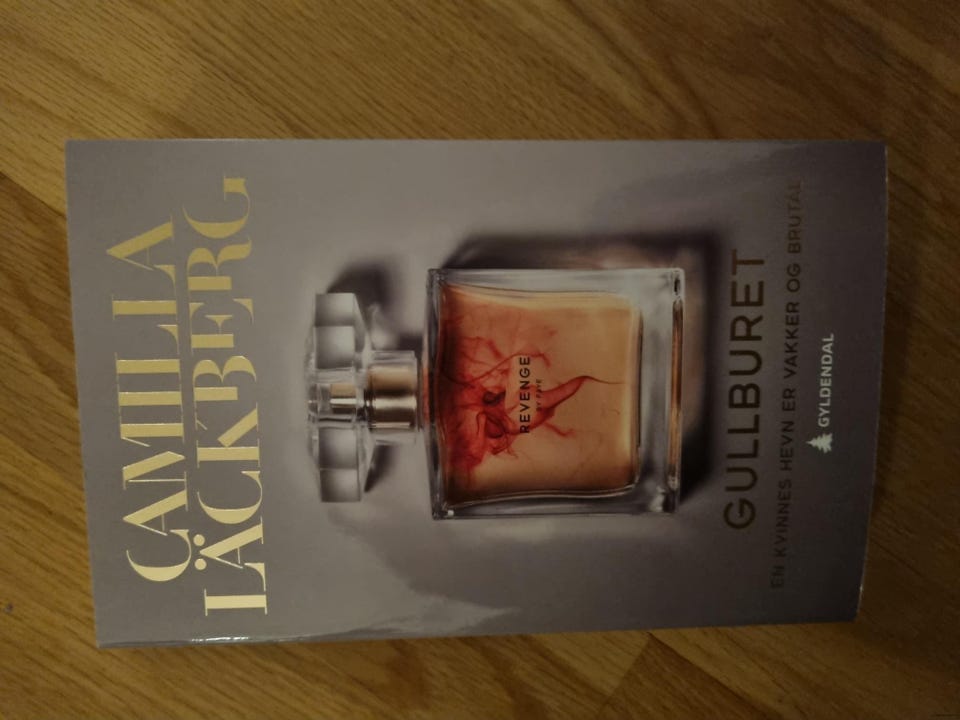 CAMILLA
LÄCKBERG
REVENGE
BY FAYE
GULLBURET
EN KVINNES HEVN ER VAKKER OG BRUTAL
GYLDENDAL